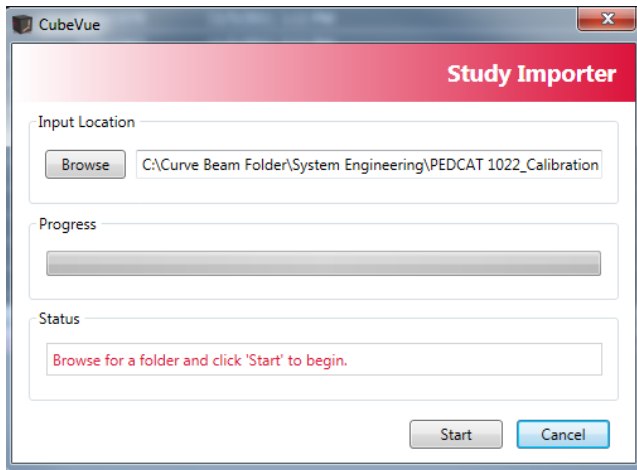 CubeVue
Study Importer
Input Location
Browse C:\Curve Beam Folder\System Engineering\PEDCAT 1022_Calibration
Progress
Status
Browse for a folder and click 'Start' to begin.
Start Cancel